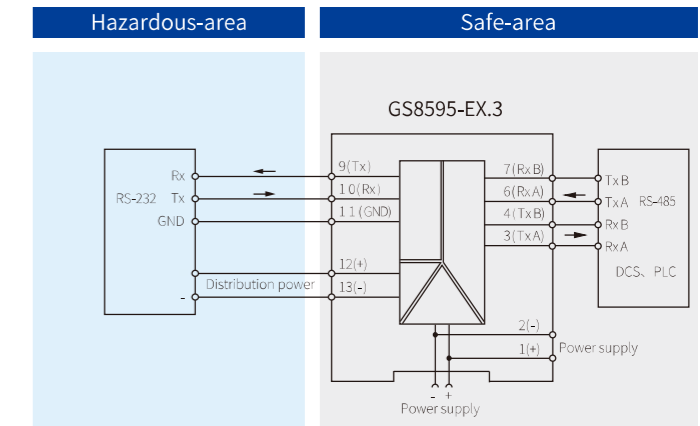 Hazardous-area
Safe-area
GS8595-EX.3
Rx
RS-232 Tx
GND
-
Distribution power
9(Tx)
10(Rx)
11(GND)
12(+)
13(-)
7(RxB)
6(RxA)
4(TxB)
3(TxA)
TxB
TxA RS-485
RxB
RxA
DCS、PLC
2(-)
1(+)
Power supply
- +
Power supply